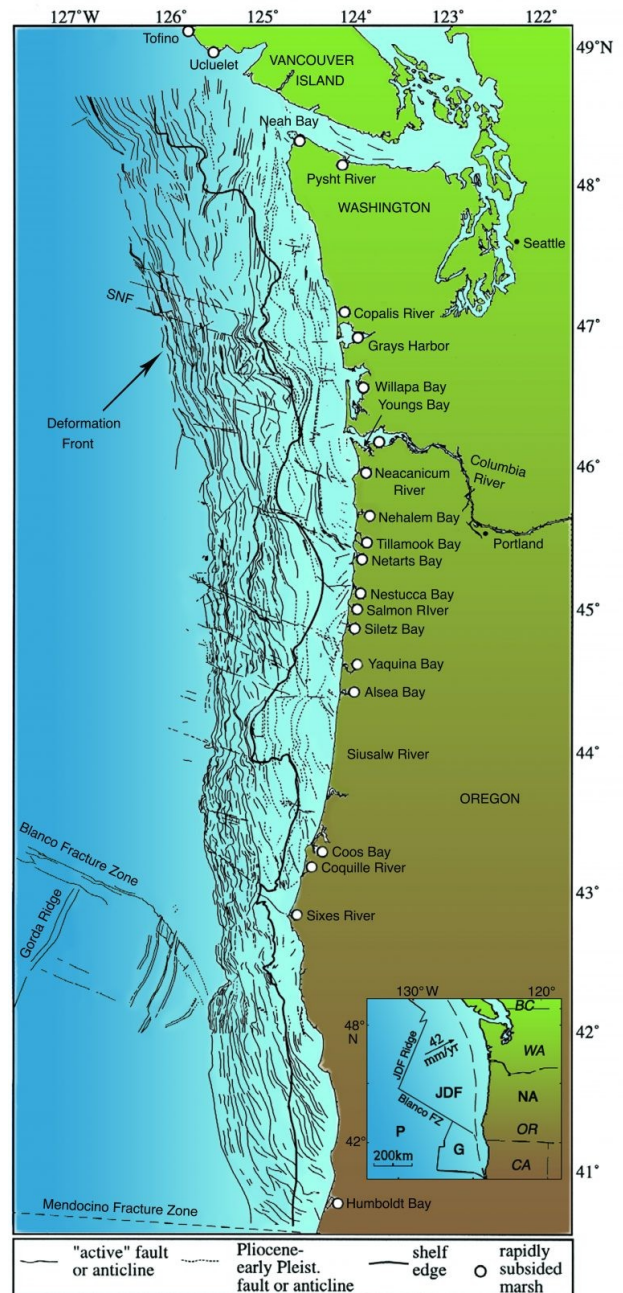 127°W
126°
125°
124°
123°
122°
49°N
48°
47°
46°
45°
44°
43°
42°
41°
Tofino
Ucluelet
VANCOUVER
ISLAND
Neah Bay
Pysht River
WASHINGTON
Seattle
SNF
Copalis River
Grays Harbor
Deformation
Front
Willapa Bay
Youngs Bay
Columbia
River
Neacanicum
River
Nehalem Bay
Portland
Tillamook Bay
Netarts Bay
Nestucca Bay
Salmon RIver
Siletz Bay
Yaquina Bay
Alsea Bay
Siusalw River
OREGON
Blanco Fracture Zone
Gorda Ridge
Coos Bay
Coquille River
Sixes River
Humboldt Bay
Mendocino Fracture Zone
130°W
120°
48°
N
42°
BC
JDF Ridge
42
mm/yr
WA
JDF
NA
Blanco FZ
P
OR
G
CA
200km
"active" fault
or anticline
Pliocene-
early Pleist.
fault or anticline
shelf
edge
rapidly
subsided
marsh